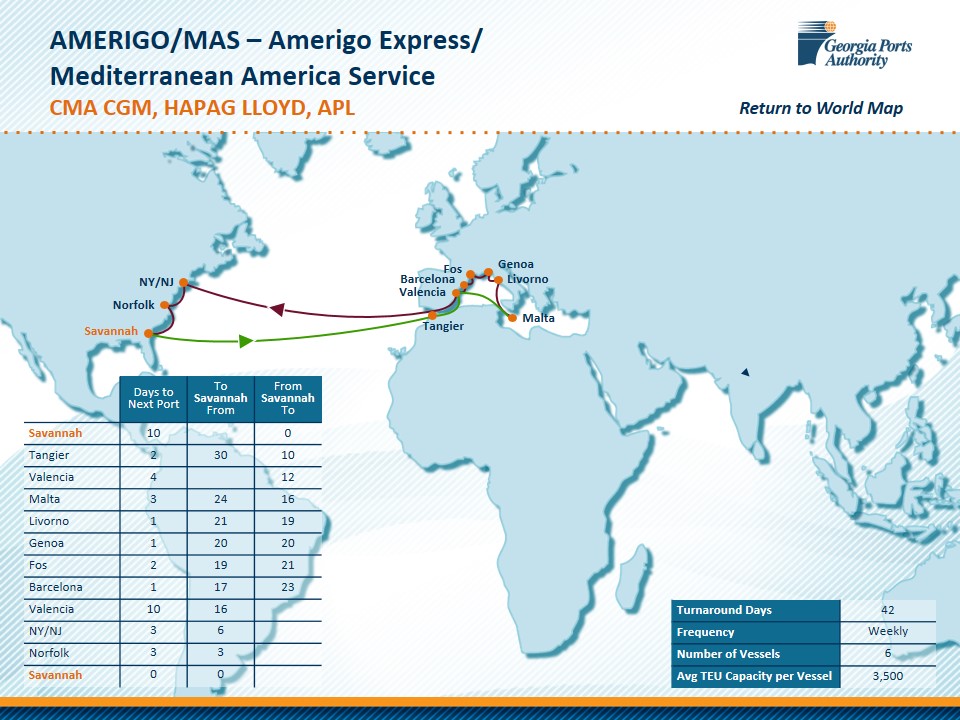 AMERIGO/MAS – Amerigo Express/
Mediterranean America Service
CMA CGM, HAPAG LLOYD, APL
Georgia Ports
Authority
Return to World Map
NY/NJ
Norfolk
Savannah
Fos
Barcelona
Valencia
Genoa
Livorno
Tangier
Malta
Days to Next Port To Savannah From From Savannah To
Savannah 10 0
Tangier 2 30 10
Valencia 4 12
Malta 3 24 16
Livorno 1 21 19
Genoa 1 20 20
Fos 2 19 21
Barcelona 1 17 23
Valencia 10 16
NY/NJ 3 6
Norfolk 3 3
Savannah 0 0
Turnaround Days 42
Frequency Weekly
Number of Vessels 6
Avg TEU Capacity per Vessel 3,500